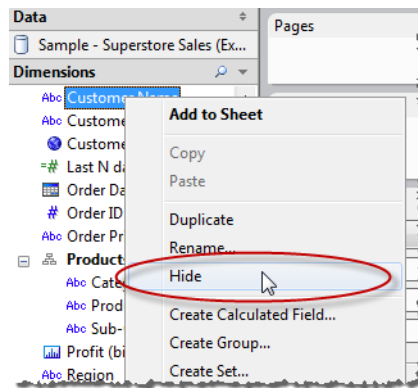 Data
Pages
Sample - Superstore Sales (Ex...
Dimensions
Abc Customer Name
Add to Sheet
Abc Custome
Custome
Copy
=# Last N da
Paste
Order Da
# Order ID
Duplicate
Abc Order Pr
Rename...
Product
Hide
Abc Cate
Abc Prod
Create Calculated Field...
Abc Sub-
Create Group...
Profit (bi
Abc Region
Create Set...